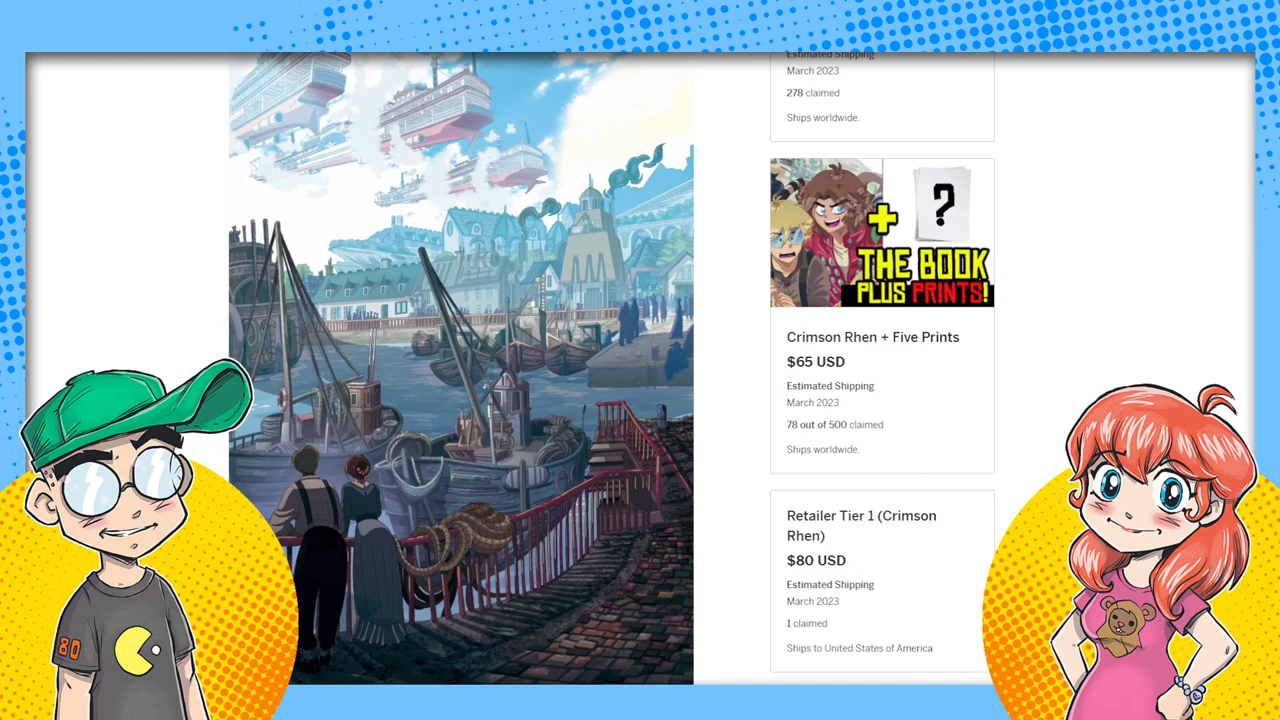 Estimated Shipping
March 2023
278 claimed
Ships worldwide.
?
+
THE BOOK
PLUS PRINTS!
Crimson Rhen + Five Prints
$65 USD
Estimated Shipping
March 2023
78 out of 500 claimed
Ships worldwide.
Retailer Tier 1 (Crimson
Rhen)
$80 USD
Estimated Shipping
March 2023
1 claimed
Ships to United States of America
80